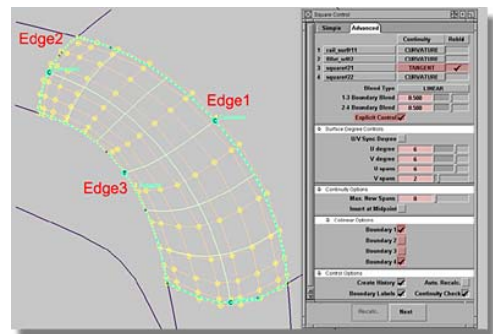 Edge2
Edge1
Edge3
Square Control
Simple Advanced
Continuity Rebld
1 rail_surf#11 CURVATURE
2 CURVATURE
3 square#21 TANGENT
4 square#22 CURVATURE
Blend Type LINEAR
1-3 Boundary Blend 0.500
2-4 Boundary Blend 0.500
Explicit Control
Surface Degree Controls
U/V Sync Degree
U degree 6
V degree 6
U spans 6
V spans 2
Continuity Options
Max. New Spans 8
Insert at Midpoint
Colinear Options
Boundary 1
Boundary 2
Boundary 3
Boundary 4
Control Options
Create History Auto. Recalc.
Boundary Labels Continuity Check
Recalc. Next